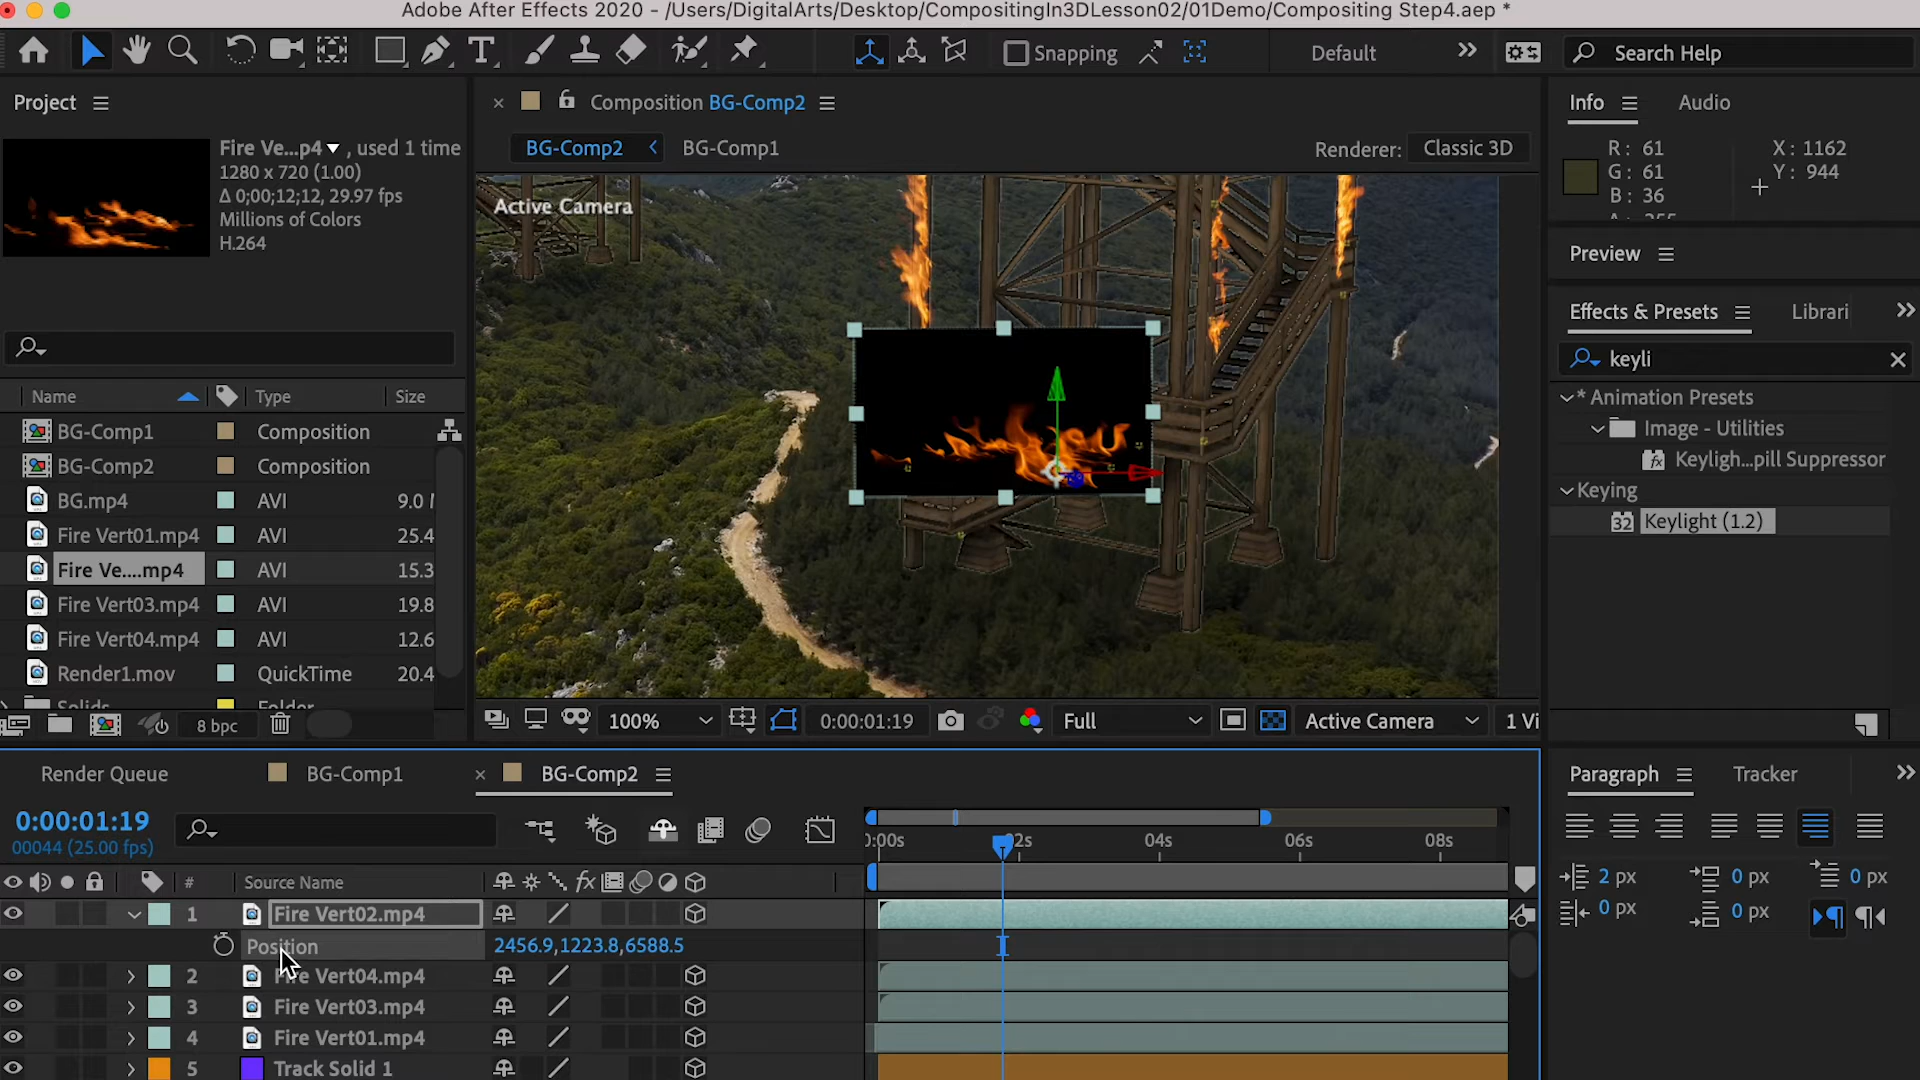 Adobe After Effects 2020 - /Users/DigitalArts/Desktop/CompositingIn3DLesson02/01Demo/Compositing Step4.aep *
Snapping
Default
Search Help
Project
Fire Ve...p4 , used 1 time
1280 x 720 (1.00)
Δ 0;00;12;12, 29.97 fps
Millions of Colors
H.264
Name
Type
Size
BG-Comp1
Composition
BG-Comp2
Composition
BG.mp4
AVI
9.0
Fire Vert01.mp4
AVI
25.4
Fire Ve....mp4
AVI
15.3
Fire Vert03.mp4
AVI
19.8
Fire Vert04.mp4
AVI
12.6
Render1.mov
QuickTime
20.4
Solids
Folder
8 bpc
Composition BG-Comp2
BG-Comp2
BG-Comp1
Renderer:
Classic 3D
Active Camera
100%
0:00:01:19
Full
Active Camera
1 Vi
Info
Audio
R: 61
G: 61
B: 36
X: 1162
Y: 944
Preview
Effects & Presets
Librari
keyli
* Animation Presets
Image - Utilities
Keyligh...pill Suppressor
Keying
32
Keylight (1.2)
Render Queue
BG-Comp1
BG-Comp2
0:00:01:19
00044 (25.00 fps)
:00s
02s
04s
06s
08s
#
Source Name
fx
1
Fire Vert02.mp4
Position
2456.9,1223.8,6588.5
2
Fire Vert04.mp4
3
Fire Vert03.mp4
4
Fire Vert01.mp4
5
Track Solid 1
Paragraph
Tracker
2 px
0 px
0 px
0 px
0 px